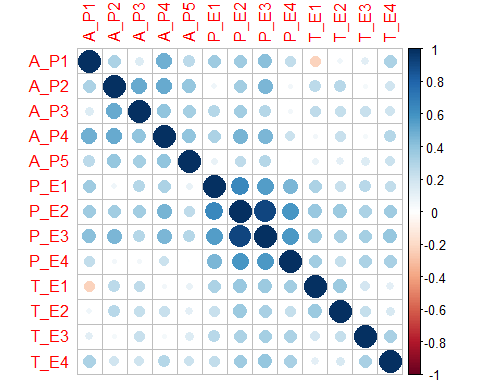 A_P1 A_P2 A_P3 A_P4 A_P5 P_E1 P_E2 P_E3 P_E4 T_E1 T_E2 T_E3 T_E4
A_P1
A_P2
A_P3
A_P4
A_P5
P_E1
P_E2
P_E3
P_E4
T_E1
T_E2
T_E3
T_E4
1
0.8
0.6
0.4
0.2
0
-0.2
-0.4
-0.6
-0.8
-1